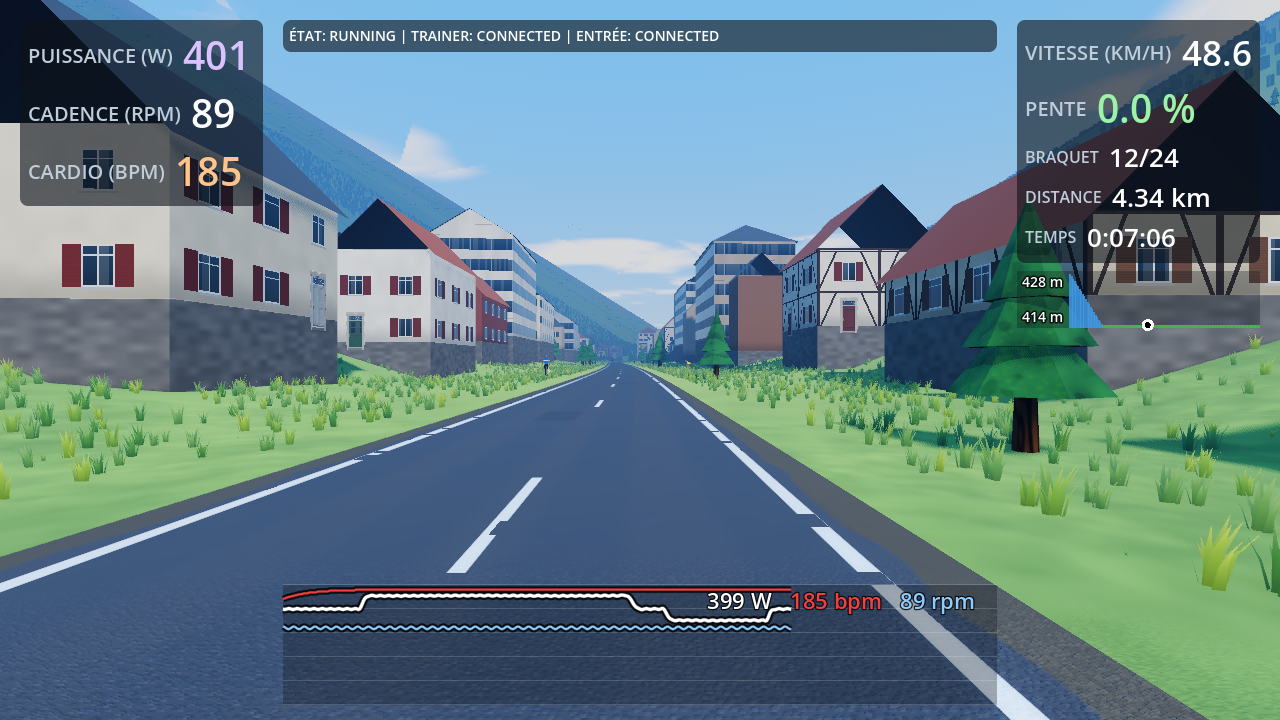 PUISSANCE (W) 401
CADENCE (RPM) 89
CARDIO (BPM) 185
ÉTAT: RUNNING | TRAINER: CONNECTED | ENTRÉE: CONNECTED
VITESSE (KM/H) 48.6
PENTE 0.0 %
BRAQUET 12/24
DISTANCE 4.34 km
TEMPS 0:07:06
428 m
414 m
399 W 185 bpm 89 rpm